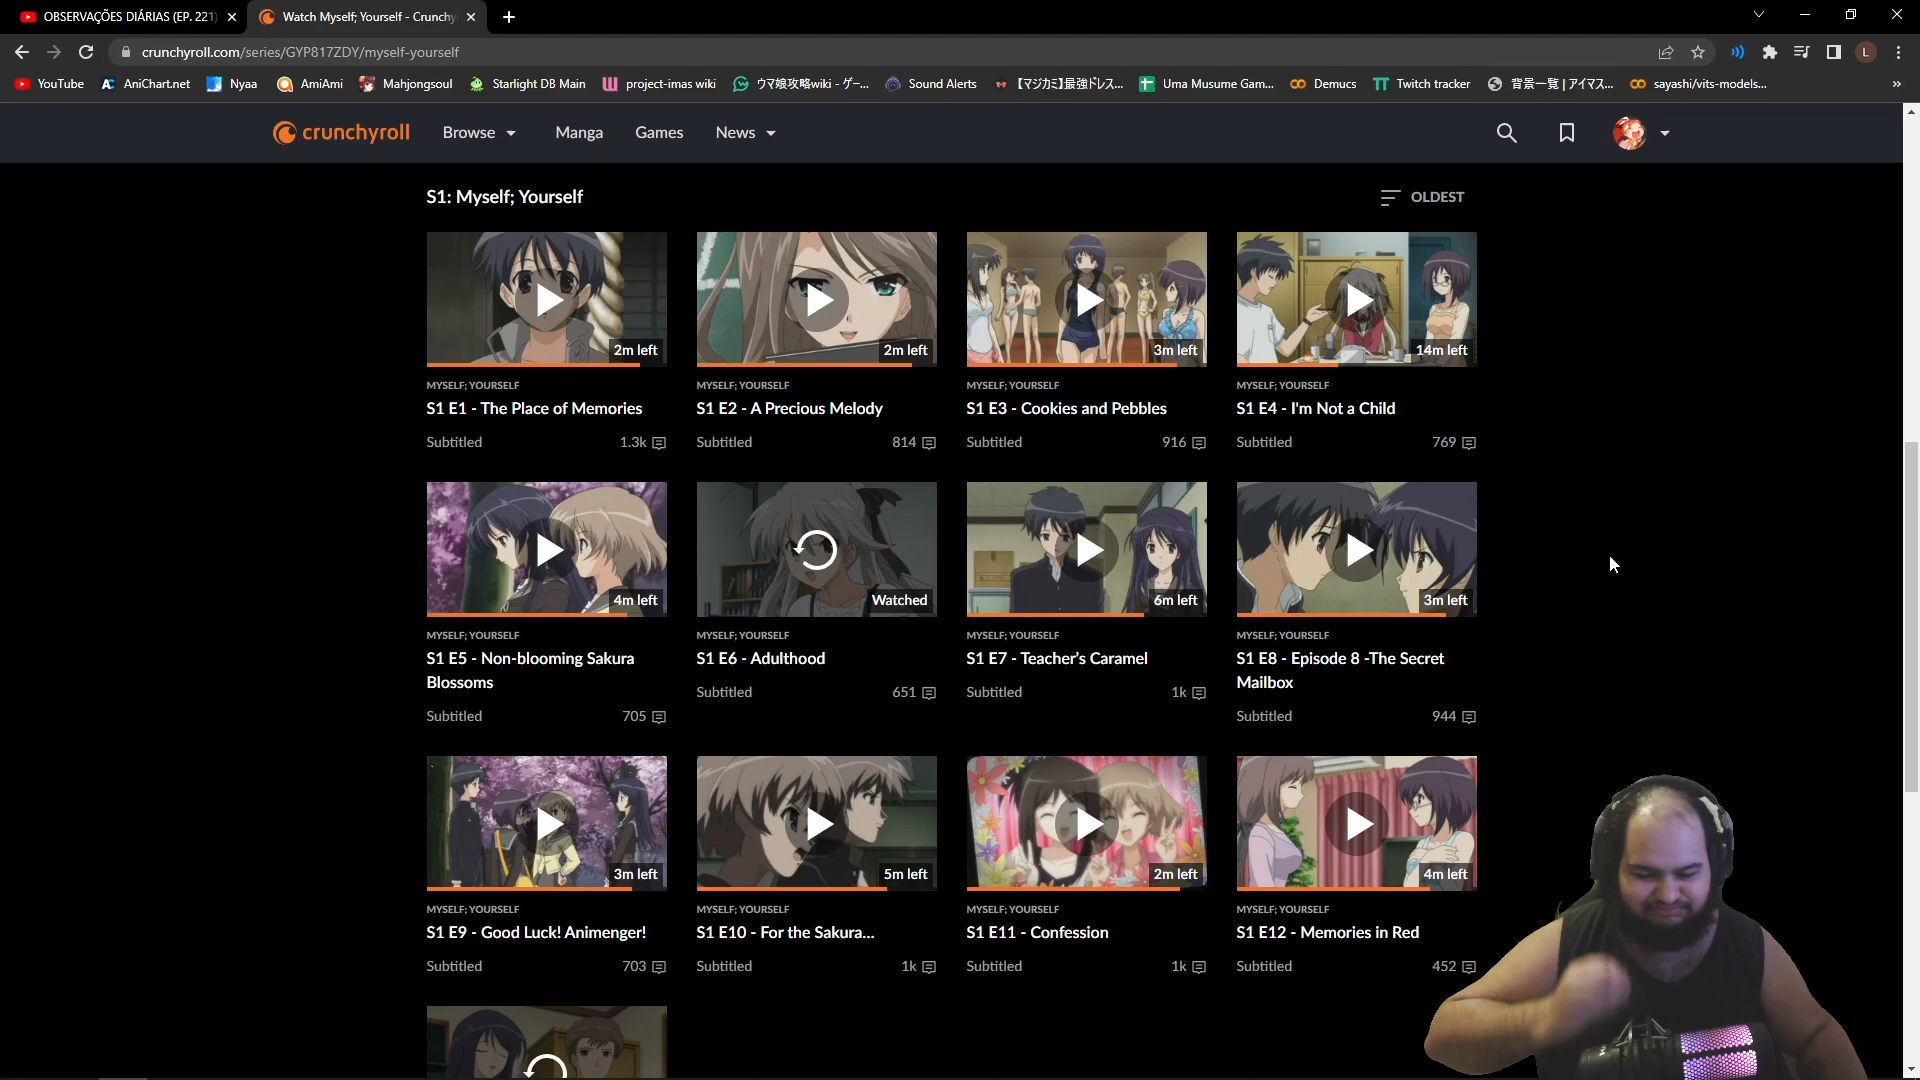 OBSERVAÇÕES DIÁRIAS (EP. 221)
Watch Myself; Yourself - Crunchy
crunchyroll.com/series/GYP817ZDY/myself-yourself
L
YouTube
AniChart.net
Nyaa
AmiAmi
Mahjongsoul
Starlight DB Main
project-imas wiki
ウマ娘攻略wiki - ゲー...
Sound Alerts
【マジカミ】最強ドレス...
Uma Musume Gam...
Demucs
Twitch tracker
背景一覧 | アイマス...
sayashi/vits-models...
»
crunchyroll
Browse
Manga
Games
News
S1: Myself; Yourself
OLDEST
2m left
2m left
3m left
14m left
MYSELF; YOURSELF
MYSELF; YOURSELF
MYSELF; YOURSELF
MYSELF; YOURSELF
S1 E1 - The Place of Memories
S1 E2 - A Precious Melody
S1 E3 - Cookies and Pebbles
S1 E4 - I'm Not a Child
Subtitled 1.3k
Subtitled 814
Subtitled 916
Subtitled 769
4m left
Watched
6m left
3m left
MYSELF; YOURSELF
MYSELF; YOURSELF
MYSELF; YOURSELF
MYSELF; YOURSELF
S1 E5 - Non-blooming Sakura
Blossoms
S1 E6 - Adulthood
S1 E7 - Teacher's Caramel
S1 E8 - Episode 8 -The Secret
Mailbox
Subtitled 705
Subtitled 651
Subtitled 1k
Subtitled 944
3m left
5m left
2m left
4m left
MYSELF; YOURSELF
MYSELF; YOURSELF
MYSELF; YOURSELF
MYSELF; YOURSELF
S1 E9 - Good Luck! Animenger!
S1 E10 - For the Sakura...
S1 E11 - Confession
S1 E12 - Memories in Red
Subtitled 703
Subtitled 1k
Subtitled 1k
Subtitled 452